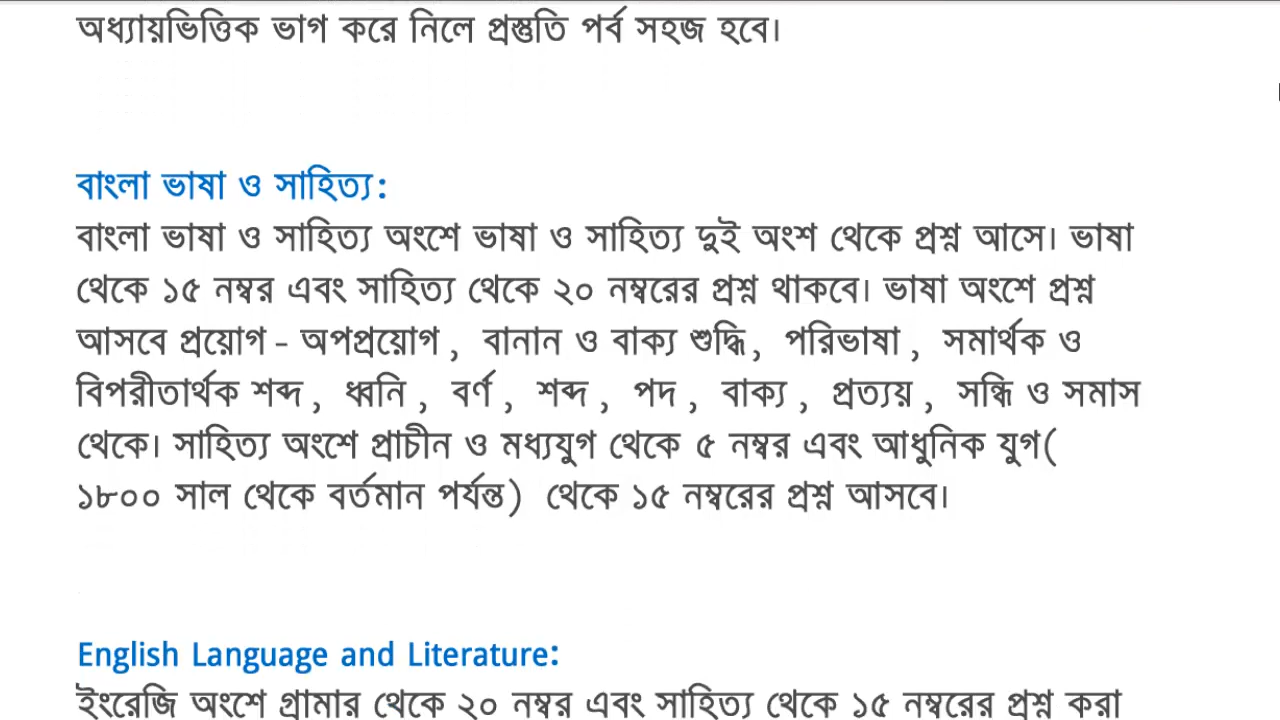 অধ্যায়ভিত্তিক ভাগ করে নিলে প্রস্তুতি পর্ব সহজ হবে।
বাংলা ভাষা ও সাহিত্য:
বাংলা ভাষা ও সাহিত্য অংশে ভাষা ও সাহিত্য দুই অংশ থেকে প্রশ্ন আসে। ভাষা
থেকে ১৫ নম্বর এবং সাহিত্য থেকে ২০ নম্বরের প্রশ্ন থাকবে। ভাষা অংশে প্রশ্ন
আসবে প্রয়োগ - অপপ্রয়োগ , বানান ও বাক্য শুদ্ধি, পরিভাষা , সমার্থক ও
বিপরীতার্থক শব্দ , ধ্বনি , বর্ণ , শব্দ , পদ , বাক্য , প্রত্যয় , সন্ধি ও সমাস
থেকে। সাহিত্য অংশে প্রাচীন ও মধ্যযুগ থেকে ৫ নম্বর এবং আধুনিক যুগ(
১৮০০ সাল থেকে বর্তমান পর্যন্ত) থেকে ১৫ নম্বরের প্রশ্ন আসবে।
English Language and Literature:
ইংরেজি অংশে গ্রামার থেকে ২০ নম্বর এবং সাহিত্য থেকে ১৫ নম্বরের প্রশ্ন করা